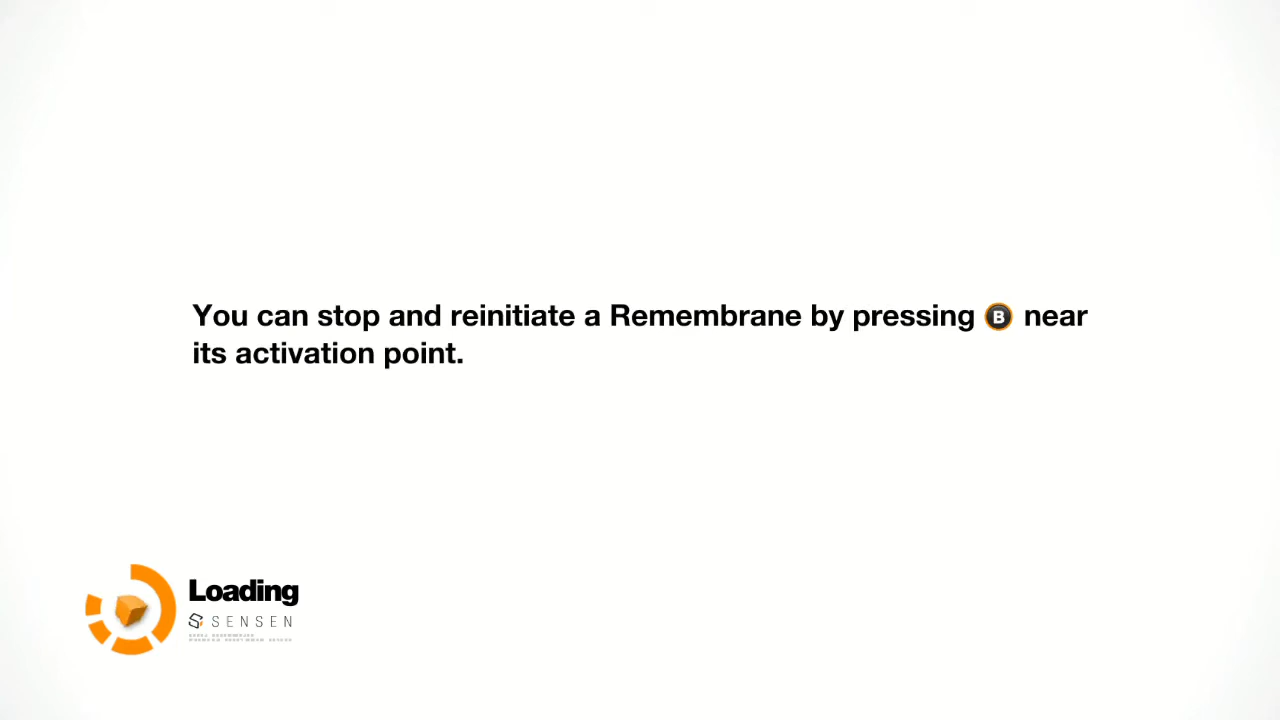 You can stop and reinitiate a Remembrane by pressing B near
its activation point.
Loading
SENSEN